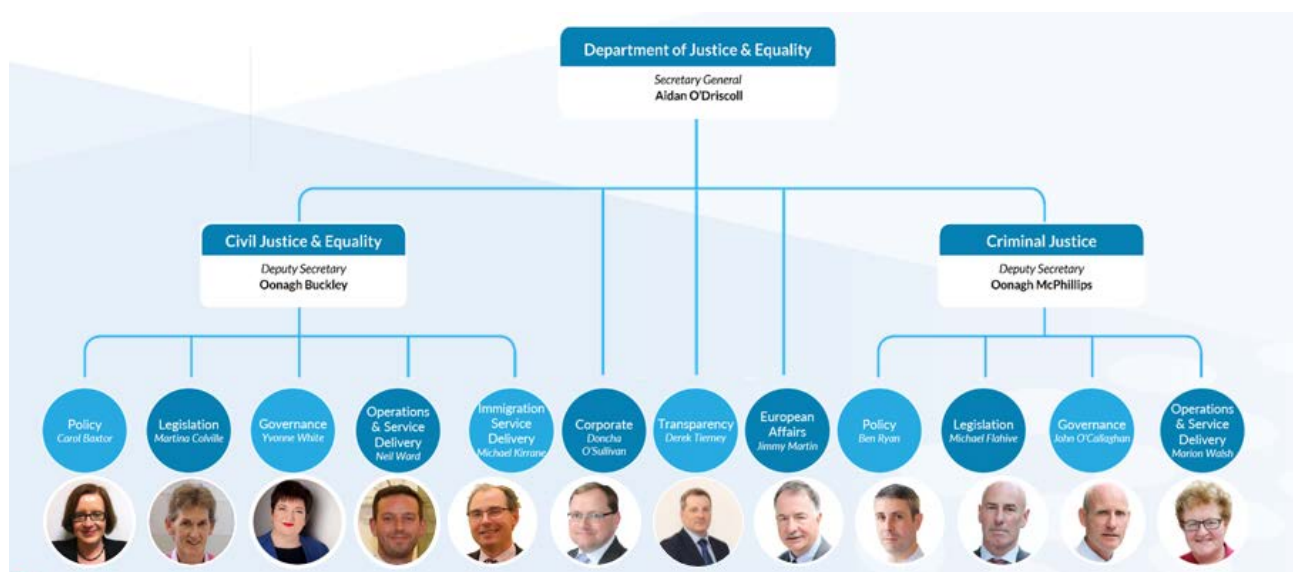 Department of Justice & Equality
Secretary General
Aidan O'Driscoll
Civil Justice & Equality
Deputy Secretary
Oonagh Buckley
Criminal Justice
Deputy Secretary
Oonagh McPhillips
Policy
Carol Baxtor
Legislation
Martina Colville
Governance
Yvonne White
Operations
& Service
Delivery
Neil Ward
Immigration
Service
Delivery
Michael Kirrane
Corporate
Doncha
O'Sullivan
Transparency
Derek Tierney
European
Affairs
Jimmy Martin
Policy
Ben Ryan
Legislation
Michael Flahive
Governance
John O'Callaghan
Operations
& Service
Delivery
Marion Walsh